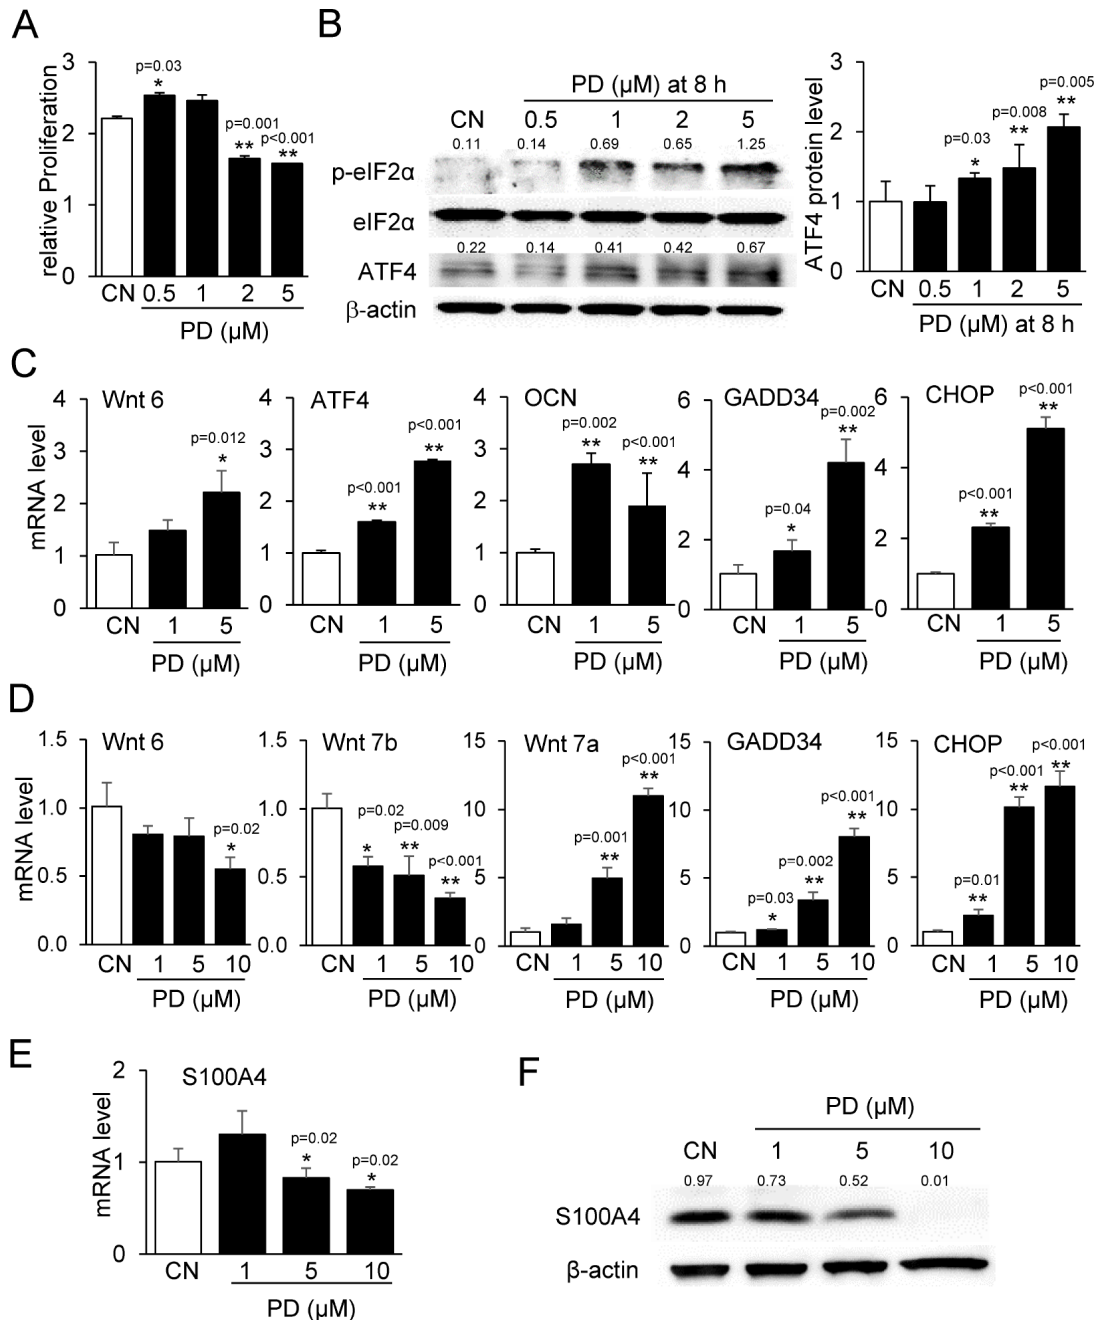 A
relative Proliferation
3
2
1
0
p=0.03
*
p=0.001
**
p<0.001
**
CN 0.5 1 2 5
PD (µM)
B
PD (µM) at 8 h
CN 0.5 1 2 5
0.11 0.14 0.69 0.65 1.25
p-eIF2α
eIF2α
0.22 0.14 0.41 0.42 0.67
ATF4
β-actin
ATF4 protein level
3
2
1
0
p=0.03
*
p=0.008
**
p=0.005
**
CN 0.5 1 2 5
PD (µM) at 8 h
C
mRNA level
Wnt 6
4
3
2
1
0
p=0.012
*
CN 1 5
PD (µM)
ATF4
4
3
2
1
0
p<0.001
**
p<0.001
**
CN 1 5
PD (µM)
OCN
4
3
2
1
0
p=0.002
**
p<0.001
**
CN 1 5
PD (µM)
GADD34
6
4
2
0
p=0.04
*
p=0.002
**
CN 1 5
PD (µM)
CHOP
6
4
2
0
p<0.001
**
p<0.001
**
CN 1 5
PD (µM)
D
mRNA level
Wnt 6
1.5
1.0
0.5
0.0
p=0.02
*
CN 1 5 10
PD (µM)
Wnt 7b
1.5
1.0
0.5
0.0
p=0.02
*
p=0.009
**
p<0.001
**
CN 1 5 10
PD (µM)
Wnt 7a
15
10
5
0
p=0.001
**
p<0.001
**
CN 1 5 10
PD (µM)
GADD34
15
10
5
0
p=0.03
*
p=0.002
**
p<0.001
**
CN 1 5 10
PD (µM)
CHOP
15
10
5
0
p=0.01
**
p<0.001
**
p<0.001
**
CN 1 5 10
PD (µM)
E
mRNA level
S100A4
2
1
0
p=0.02
*
p=0.02
*
CN 1 5 10
PD (µM)
F
PD (µM)
CN 1 5 10
0.97 0.73 0.52 0.01
S100A4
β-actin